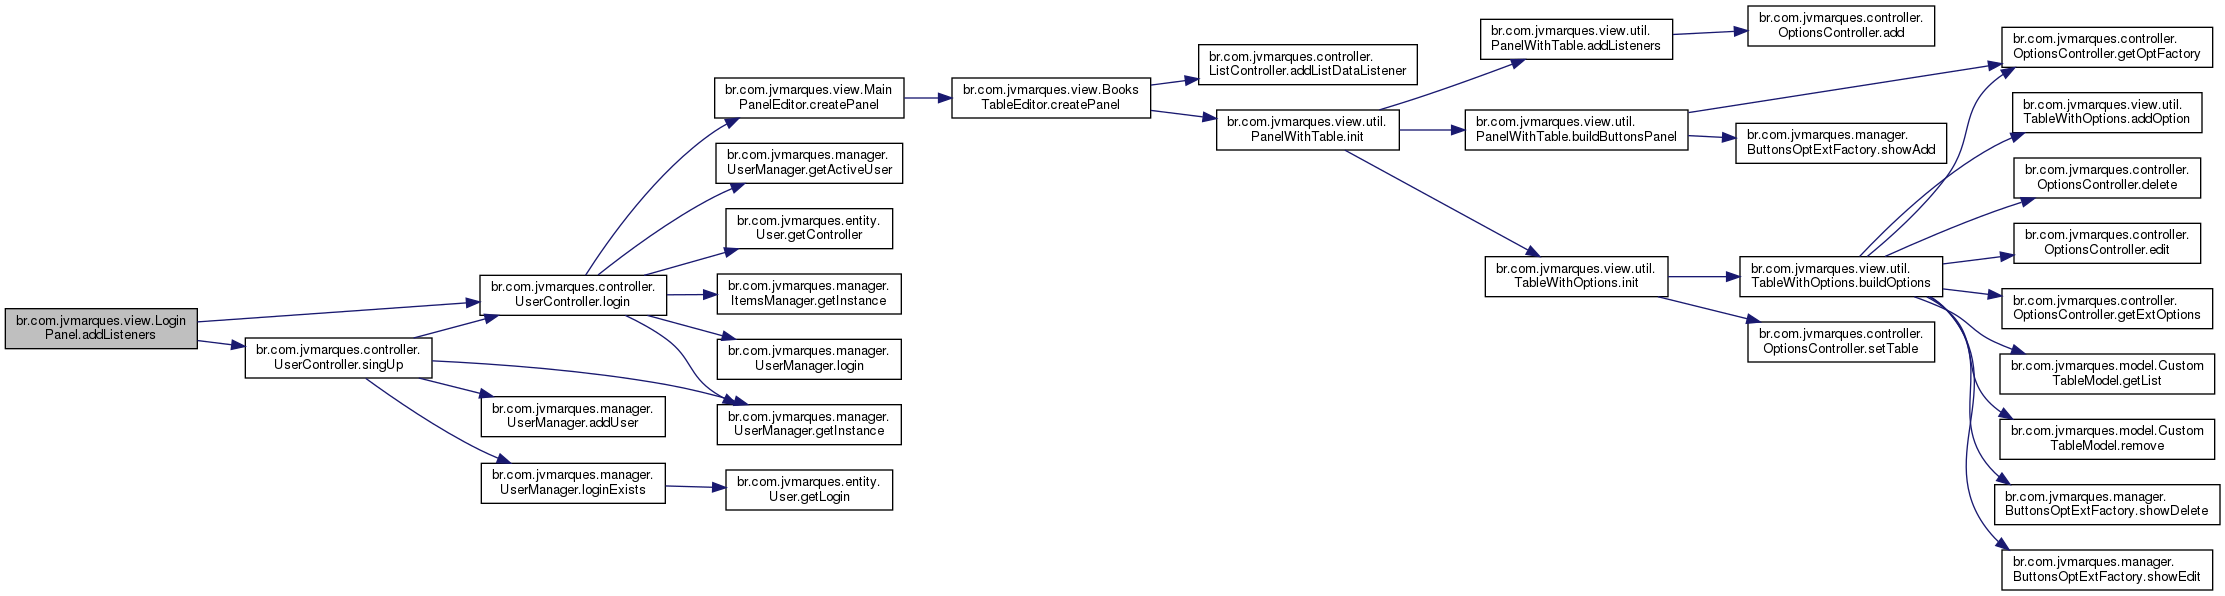 br.com.jvmarques.view.Login
Panel.addListeners
br.com.jvmarques.controller.
UserController.singUp
br.com.jvmarques.controller.
UserController.login
br.com.jvmarques.manager.
UserManager.addUser
br.com.jvmarques.manager.
UserManager.loginExists
br.com.jvmarques.view.Main
PanelEditor.createPanel
br.com.jvmarques.manager.
UserManager.getActiveUser
br.com.jvmarques.entity.
User.getController
br.com.jvmarques.manager.
ItemsManager.getInstance
br.com.jvmarques.manager.
UserManager.login
br.com.jvmarques.manager.
UserManager.getInstance
br.com.jvmarques.entity.
User.getLogin
br.com.jvmarques.view.Books
TableEditor.createPanel
br.com.jvmarques.controller.
ListController.addListDataListener
br.com.jvmarques.view.util.
PanelWithTable.init
br.com.jvmarques.view.util.
PanelWithTable.addListeners
br.com.jvmarques.view.util.
PanelWithTable.buildButtonsPanel
br.com.jvmarques.view.util.
TableWithOptions.init
br.com.jvmarques.controller.
OptionsController.add
br.com.jvmarques.manager.
ButtonsOptExtFactory.showAdd
br.com.jvmarques.view.util.
TableWithOptions.buildOptions
br.com.jvmarques.controller.
OptionsController.setTable
br.com.jvmarques.controller.
OptionsController.getOptFactory
br.com.jvmarques.view.util.
TableWithOptions.addOption
br.com.jvmarques.controller.
OptionsController.delete
br.com.jvmarques.controller.
OptionsController.edit
br.com.jvmarques.controller.
OptionsController.getExtOptions
br.com.jvmarques.model.Custom
TableModel.getList
br.com.jvmarques.model.Custom
TableModel.remove
br.com.jvmarques.manager.
ButtonsOptExtFactory.showDelete
br.com.jvmarques.manager.
ButtonsOptExtFactory.showEdit